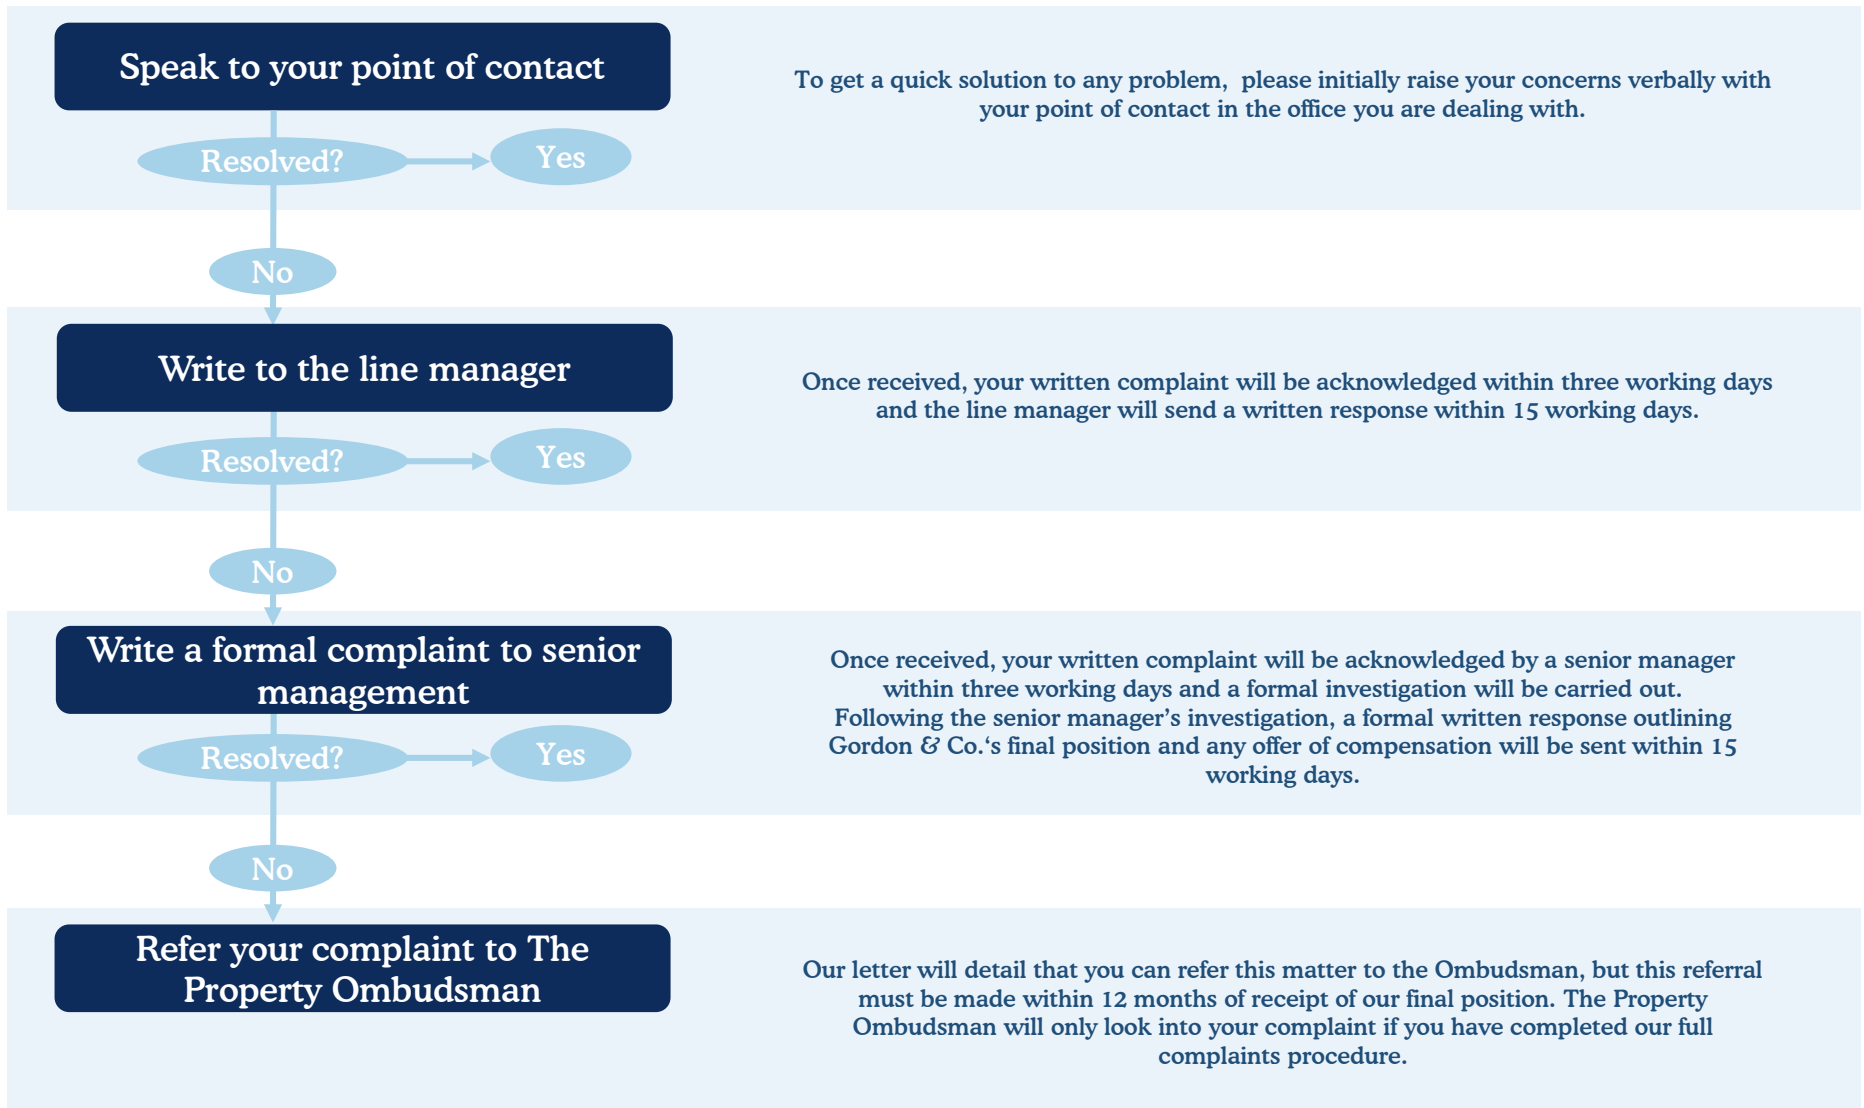 Speak to your point of contact
To get a quick solution to any problem,  please initially raise your concerns verbally with
your point of contact in the office you are dealing with.
Resolved?
Yes
No
Write to the line manager
Once received, your written complaint will be acknowledged within three working days
and the line manager will send a written response within 15 working days.
Resolved?
Yes
No
Write a formal complaint to senior
management
Once received, your written complaint will be acknowledged by a senior manager
within three working days and a formal investigation will be carried out.
Following the senior manager’s investigation, a formal written response outlining
Gordon & Co.‘s final position and any offer of compensation will be sent within 15
working days.
Resolved?
Yes
No
Refer your complaint to The
Property Ombudsman
Our letter will detail that you can refer this matter to the Ombudsman, but this referral
must be made within 12 months of receipt of our final position. The Property
Ombudsman will only look into your complaint if you have completed our full
complaints procedure.